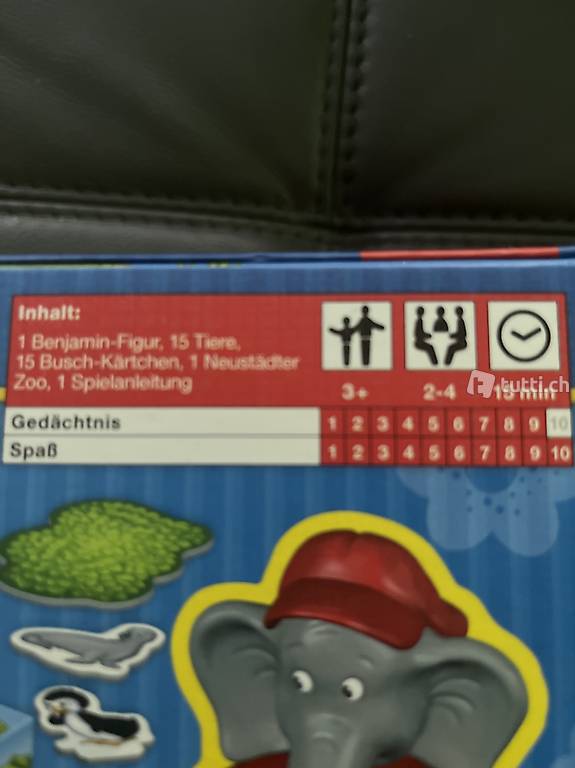 Inhalt:
1 Benjamin-Figur, 15 Tiere,
15 Busch-Kärtchen, 1 Neustädter
Zoo, 1 Spielanleitung
3+ 2-4 15 min
tutti.ch
Gedächtnis 1 2 3 4 5 6 7 8 9 10
Spaß 1 2 3 4 5 6 7 8 9 10